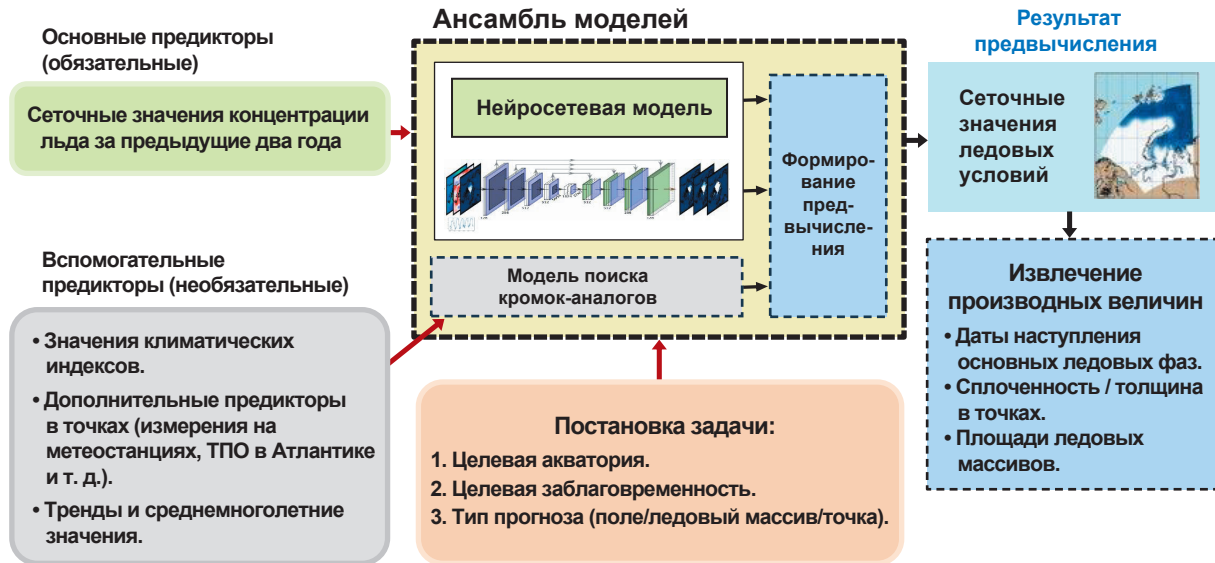 Ансамбль моделей
Основные предикторы
(обязательные)
Сеточные значения концентрации
льда за предыдущие два года
Вспомогательные
предикторы (необязательные)
• Значения климатических
индексов.
• Дополнительные предикторы
в точках (измерения на
метеостанциях, ТПО в Атлантике
и т. д.).
• Тренды и среднемноголетние
значения.
Нейросетевая модель
Модель поиска
кромок-аналогов
Формиро-
вание
пред-
вычисле-
ния
Постановка задачи:
1. Целевая акватория.
2. Целевая заблаговременность.
3. Тип прогноза (поле/ледовый массив/точка).
Результат
предвычисления
Сеточные
значения
ледовых
условий
Извлечение
производных величин
• Даты наступления
основных ледовых фаз.
• Сплоченность / толщина
в точках.
• Площади ледовых
массивов.